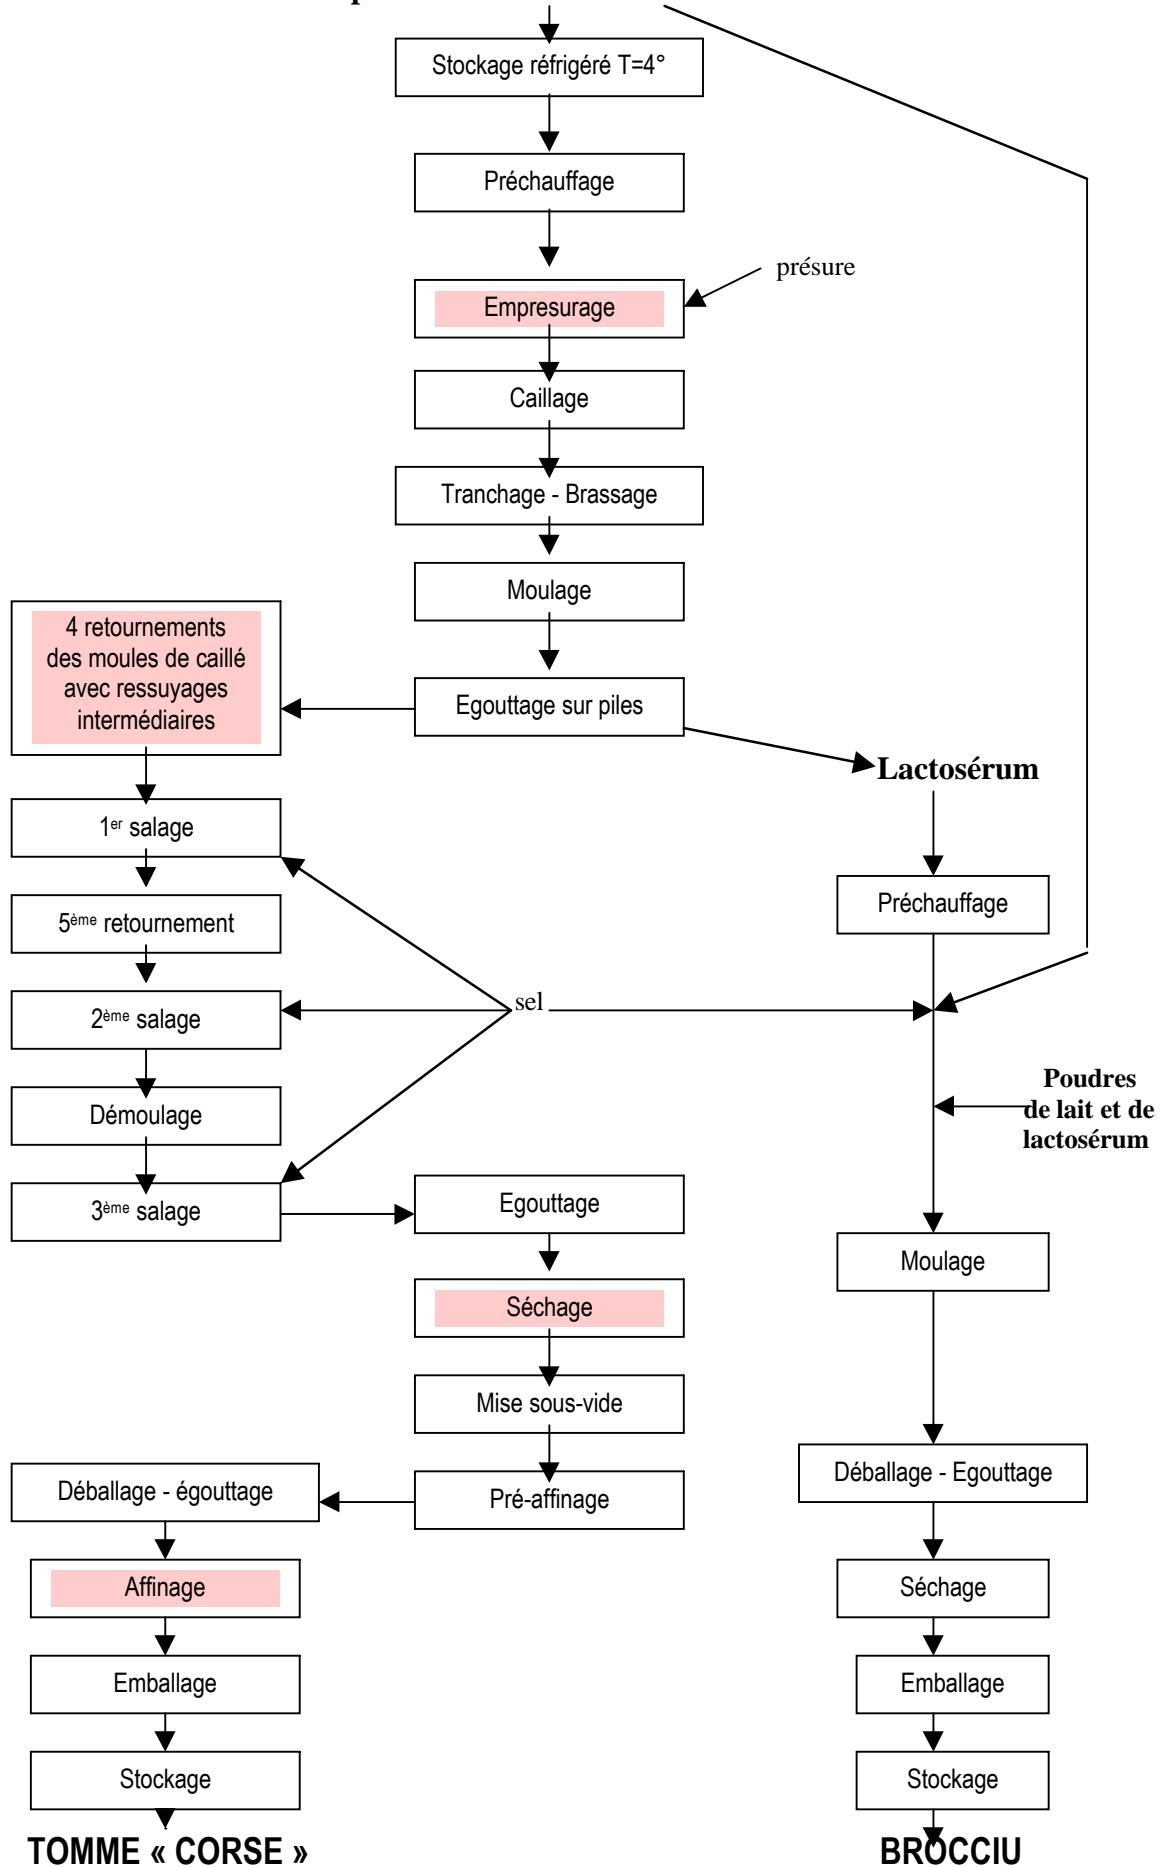 Stockage réfrigéré T=4°
Préchauffage
présure
Empresurage
Caillage
Tranchage - Brassage
Moulage
4 retournements
des moules de caillé
avec ressuyages
intermédiaires
Egouttage sur piles
Lactosérum
1er salage
Préchauffage
5ème retournement
sel
2ème salage
Poudres
de lait et de
lactosérum
Démoulage
3ème salage
Egouttage
Moulage
Séchage
Mise sous-vide
Déballage - égouttage
Pré-affinage
Déballage - Egouttage
Affinage
Séchage
Emballage
Emballage
Stockage
Stockage
TOMME « CORSE »
BROCCIU